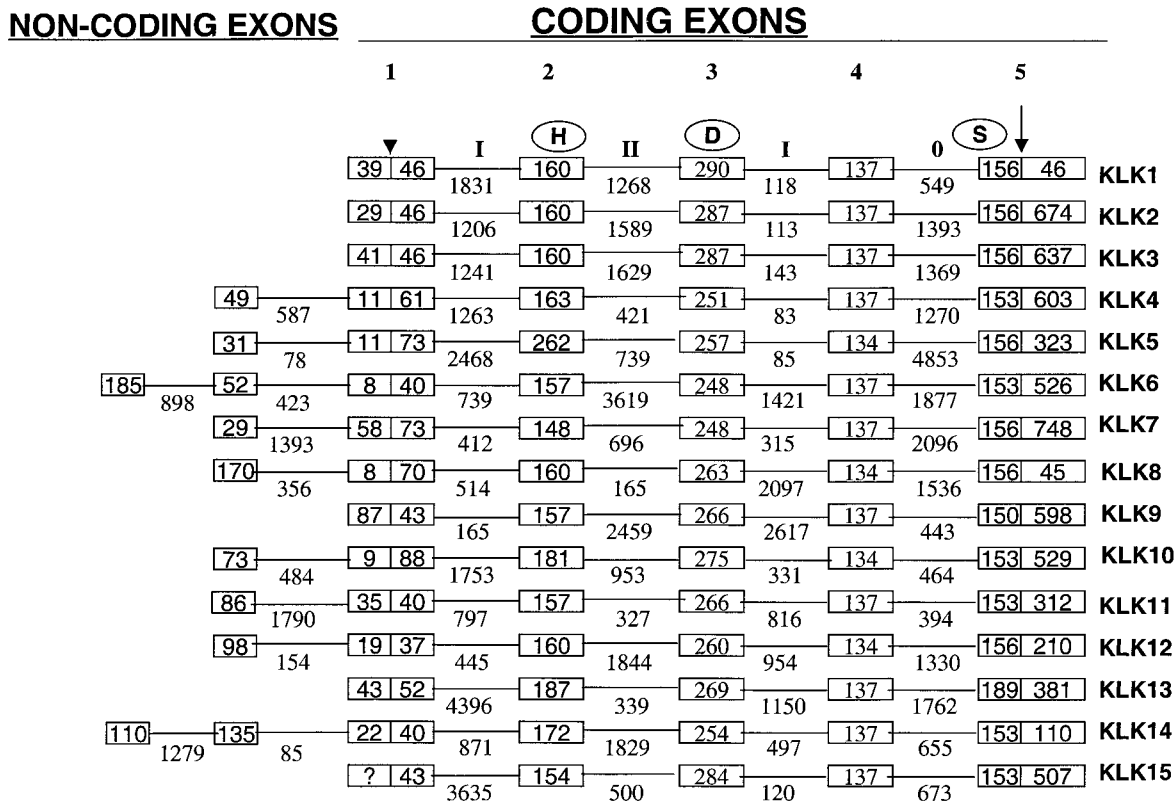 NON-CODING EXONS CODING EXONS
1 2 3 4 5
I H II D I 0 S
39 46 160 290 137 156 46 KLK1
1831 1268 118 549
29 46 160 287 137 156 674 KLK2
1206 1589 113 1393
41 46 160 287 137 156 637 KLK3
1241 1629 143 1369
49 11 61 163 251 137 153 603 KLK4
587 1263 421 83 1270
31 11 73 262 257 134 156 323 KLK5
78 2468 739 85 4853
185 52 8 40 157 248 137 153 526 KLK6
898 423 739 3619 1421 1877
29 58 73 148 248 137 156 748 KLK7
1393 412 696 315 2096
170 8 70 160 263 134 156 45 KLK8
356 514 165 2097 1536
87 43 157 266 137 150 598 KLK9
165 2459 2617 443
73 9 88 181 275 134 153 529 KLK10
484 1753 953 331 464
86 35 40 157 266 137 153 312 KLK11
1790 797 327 816 394
98 19 37 160 260 134 156 210 KLK12
154 445 1844 954 1330
43 52 187 269 137 189 381 KLK13
4396 339 1150 1762
110 135 22 40 172 254 137 153 110 KLK14
1279 85 871 1829 497 655
? 43 154 284 137 153 507 KLK15
3635 500 120 673